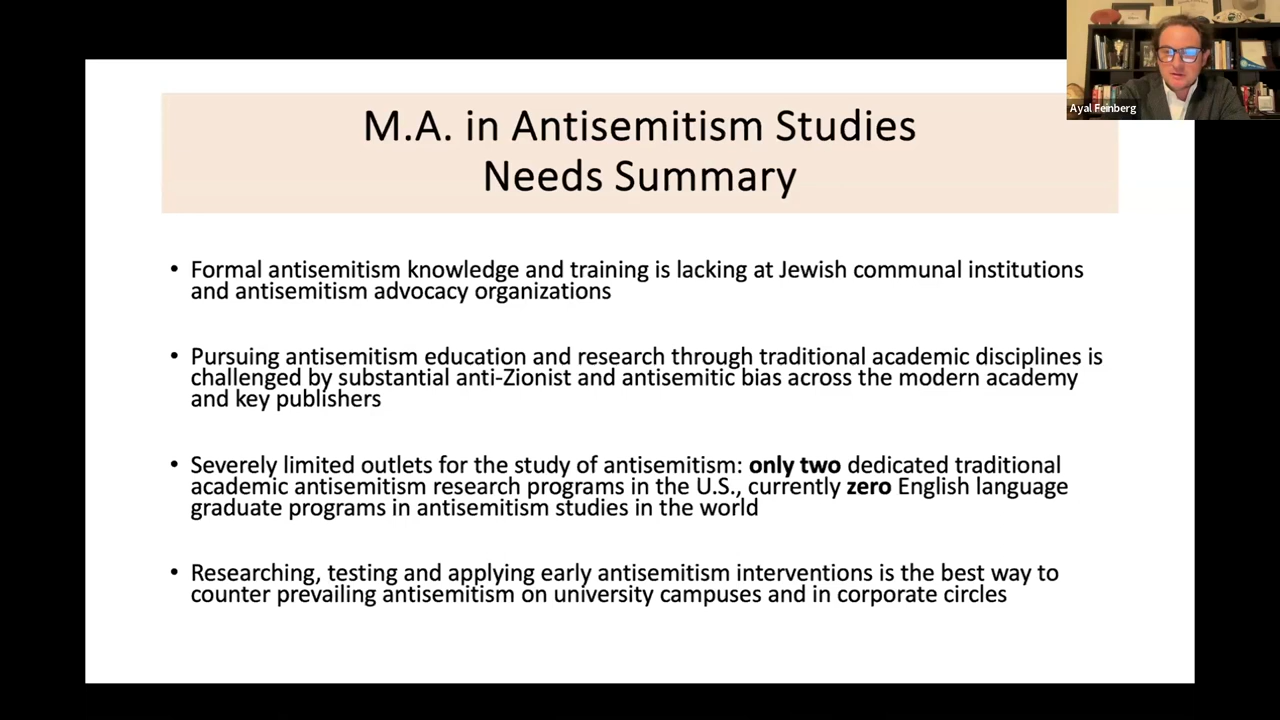 Ayal Feinberg
M.A. in Antisemitism Studies
Needs Summary
• Formal antisemitism knowledge and training is lacking at Jewish communal institutions
and antisemitism advocacy organizations
• Pursuing antisemitism education and research through traditional academic disciplines is
challenged by substantial anti-Zionist and antisemitic bias across the modern academy
and key publishers
• Severely limited outlets for the study of antisemitism: only two dedicated traditional
academic antisemitism research programs in the U.S., currently zero English language
graduate programs in antisemitism studies in the world
• Researching, testing and applying early antisemitism interventions is the best way to
counter prevailing antisemitism on university campuses and in corporate circles